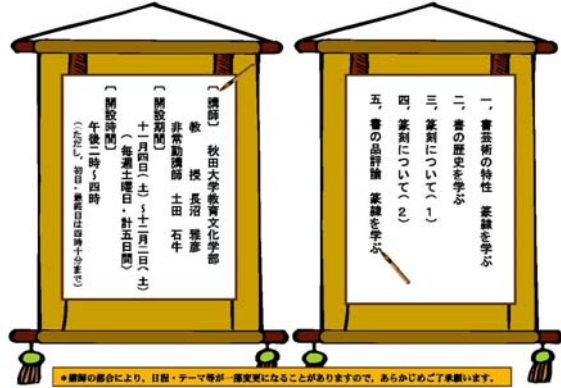 一、書芸術の特性　篆隷を学ぶ
二、書の歴史を学ぶ
三、篆刻について（１）
四、篆刻について（２）
五、書の品評論　篆隷を学ぶ
〔講師〕　秋田大学教育文化学部
教　　授　長沼　雅彦
非常勤講師　土田　石牛
〔開設期間〕
十一月四日（土）～十二月二日（土）
（毎週土曜日・計五日間）
〔開設時間〕
午後二時～四時
（ただし、初日・最終日は四時十分まで）
＊講師の都合により、日程・テーマ等が一部変更になることがありますので、あらかじめご了承願います。